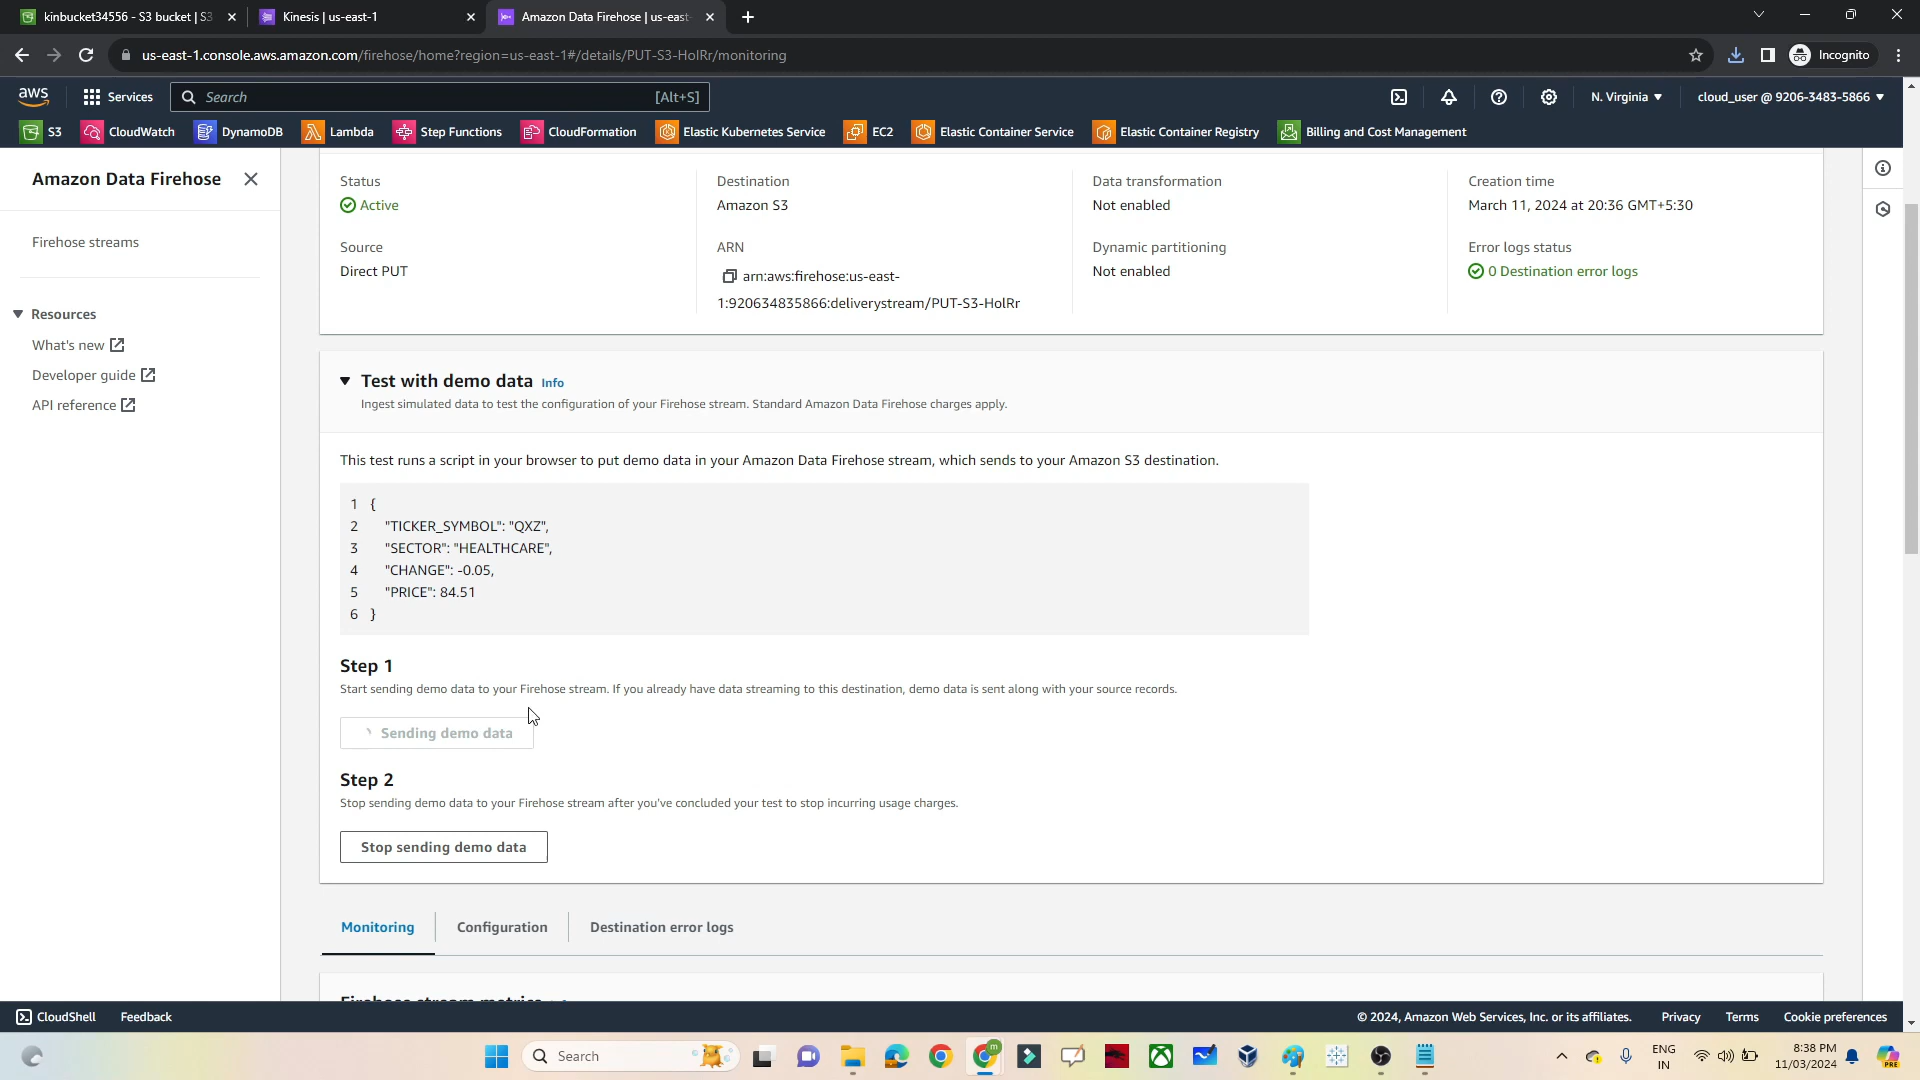 kinbucket34556 - S3 bucket | S3
Kinesis | us-east-1
Amazon Data Firehose | us-east-
us-east-1.console.aws.amazon.com/firehose/home?region=us-east-1#/details/PUT-S3-HolRr/monitoring
Incognito
aws
Services
Search
[Alt+S]
N. Virginia
cloud_user @ 9206-3483-5866
S3
CloudWatch
DynamoDB
Lambda
Step Functions
CloudFormation
Elastic Kubernetes Service
EC2
Elastic Container Service
Elastic Container Registry
Billing and Cost Management
Amazon Data Firehose
Firehose streams
Resources
What's new
Developer guide
API reference
Status
Active
Source
Direct PUT
Destination
Amazon S3
ARN
arn:aws:firehose:us-east-
1:920634835866:deliverystream/PUT-S3-HolRr
Data transformation
Not enabled
Dynamic partitioning
Not enabled
Creation time
March 11, 2024 at 20:36 GMT+5:30
Error logs status
0 Destination error logs
Test with demo data Info
Ingest simulated data to test the configuration of your Firehose stream. Standard Amazon Data Firehose charges apply.
This test runs a script in your browser to put demo data in your Amazon Data Firehose stream, which sends to your Amazon S3 destination.
1 {
2 "TICKER_SYMBOL": "QXZ",
3 "SECTOR": "HEALTHCARE",
4 "CHANGE": -0.05,
5 "PRICE": 84.51
6 }
Step 1
Start sending demo data to your Firehose stream. If you already have data streaming to this destination, demo data is sent along with your source records.
Sending demo data
Step 2
Stop sending demo data to your Firehose stream after you've concluded your test to stop incurring usage charges.
Stop sending demo data
Monitoring
Configuration
Destination error logs
Firehose stream metrics
CloudShell
Feedback
© 2024, Amazon Web Services, Inc. or its affiliates.
Privacy
Terms
Cookie preferences
Search
ENG
IN
8:38 PM
11/03/2024
PRE